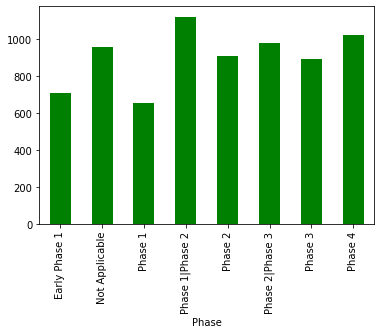 1000
800
600
400
200
0
Early Phase 1
Not Applicable
Phase 1
Phase 1|Phase 2
Phase 2
Phase 2|Phase 3
Phase 3
Phase 4
Phase